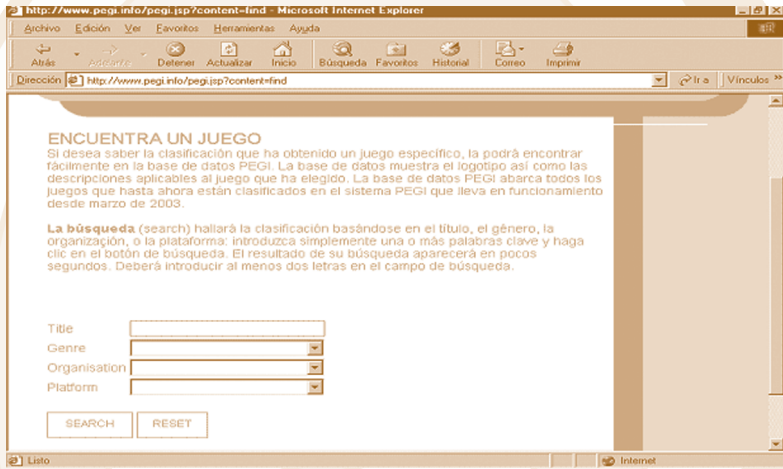 http://www.pegi.info/pegi.jsp?content=find - Microsoft Internet Explorer
Archivo Edición Ver Favoritos Herramientas Ayuda
Atrás Adelante Detener Actualizar Inicio Búsqueda Favoritos Historial Correo Imprimir
Dirección http://www.pegi.info/pegi.jsp?content=find Ir a Vínculos »
ENCUENTRA UN JUEGO
Si desea saber la clasificación que ha obtenido un juego específico, la podrá encontrar
fácilmente en la base de datos PEGI. La base de datos muestra el logotipo así como las
descripciones aplicables al juego que ha elegido. La base de datos PEGI abarca todos los
juegos que hasta ahora están clasificados en el sistema PEGI que lleva en funcionamiento
desde marzo de 2003.
La búsqueda (search) hallará la clasificación basándose en el título, el género, la
organización, o la plataforma: introduzca simplemente una o más palabras clave y haga
clic en el botón de búsqueda. El resultado de su búsqueda aparecerá en pocos
segundos. Deberá introducir al menos dos letras en el campo de búsqueda.
Title
Genre
Organisation
Platform
SEARCH RESET
Listo Internet